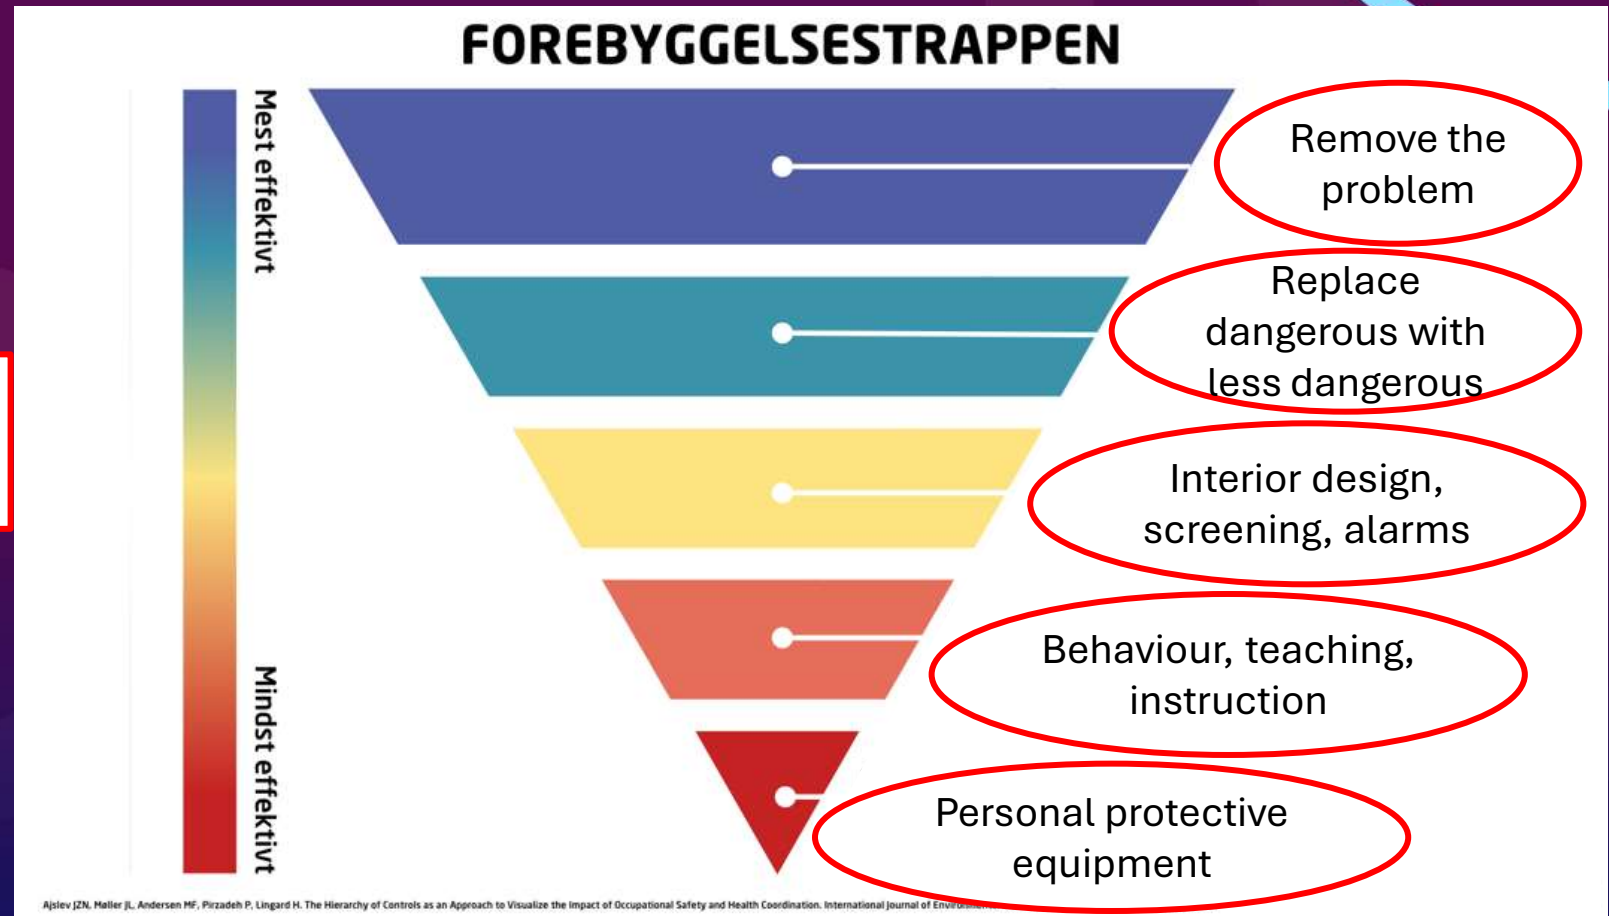 FOREBYGGELSESTRAPPEN
Mest effektivt
Mindst effektivt
Remove the
problem
Replace
dangerous with
less dangerous
Interior design,
screening, alarms
Behaviour, teaching,
instruction
Personal protective
equipment
Ajslev JZN, Møller JL, Andersen MF, Pirzadeh P, Lingard H. The Hierarchy of Controls as an Approach to Visualize the Impact of Occupational Safety and Health Coordination. International Journal of